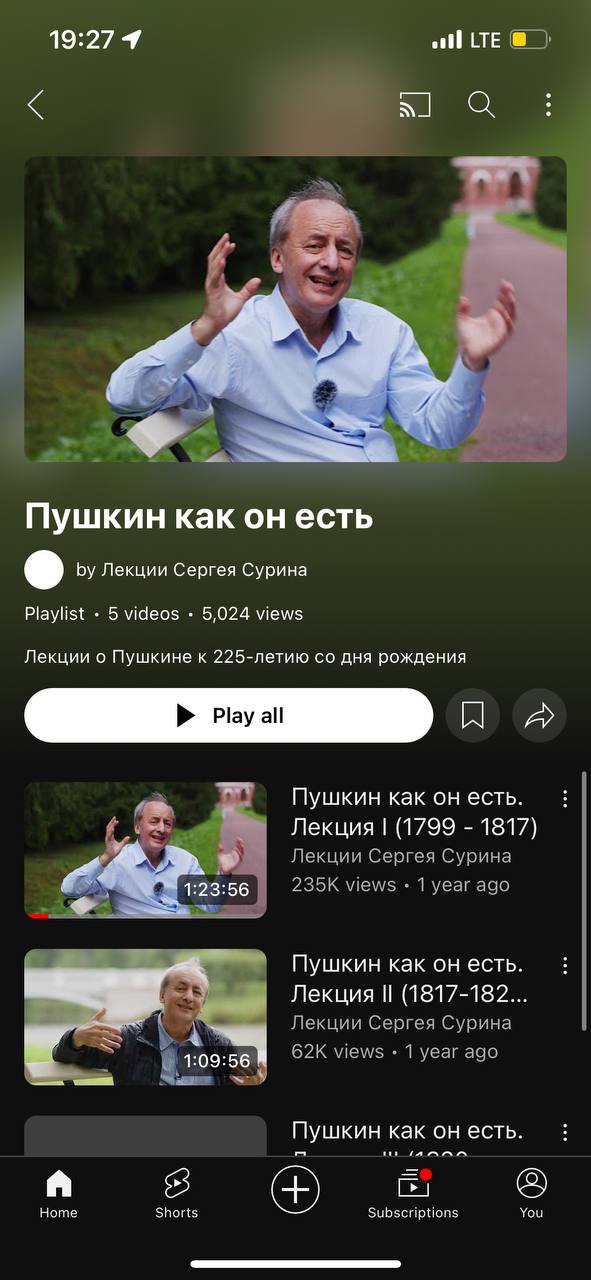 19:27
LTE
Пушкин как он есть
by Лекции Сергея Сурина
Playlist • 5 videos • 5,024 views
Лекции о Пушкине к 225-летию со дня рождения
Play all
1:23:56
Пушкин как он есть.
Лекция I (1799 - 1817)
Лекции Сергея Сурина
235K views • 1 year ago
1:09:56
Пушкин как он есть.
Лекция II (1817-182...
Лекции Сергея Сурина
62K views • 1 year ago
Пушкин как он есть.
Home
Shorts
Subscriptions
You